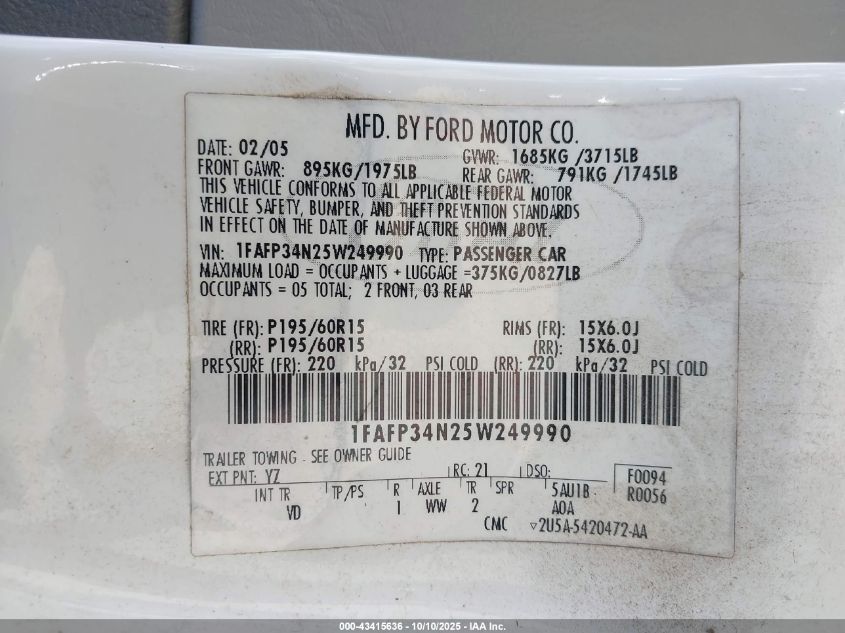 MFD. BY FORD MOTOR CO.
DATE: 02/05 GVWR: 1685KG /3715LB
FRONT GAWR: 895KG/1975LB REAR GAWR: 791KG /1745LB
THIS VEHICLE CONFORMS TO ALL APPLICABLE FEDERAL MOTOR
VEHICLE SAFETY, BUMPER, AND THEFT PREVENTION STANDARDS
IN EFFECT ON THE DATE OF MANUFACTURE SHOWN ABOVE.
VIN: 1FAFP34N25W249990 TYPE: PASSENGER CAR
MAXIMUM LOAD = OCCUPANTS + LUGGAGE =375KG/0827LB
OCCUPANTS = 05 TOTAL; 2 FRONT, 03 REAR
TIRE (FR): P195/60R15 RIMS (FR): 15X6.0J
(RR): P195/60R15 (RR): 15X6.0J
PRESSURE (FR): 220 kPa/32 PSI COLD (RR): 220 kPa/32 PSI COLD
1FAFP34N25W249990
TRAILER TOWING - SEE OWNER GUIDE
EXT PNT: YZ RC: 21 DSO: F0094
INT TR TP/PS R AXLE TR SPR 5AU1B R0056
VD 1 WW 2 AOA
CMC ▽2U5A-5420472-AA
000-43415636 - 10/10/2025 - IAA Inc.